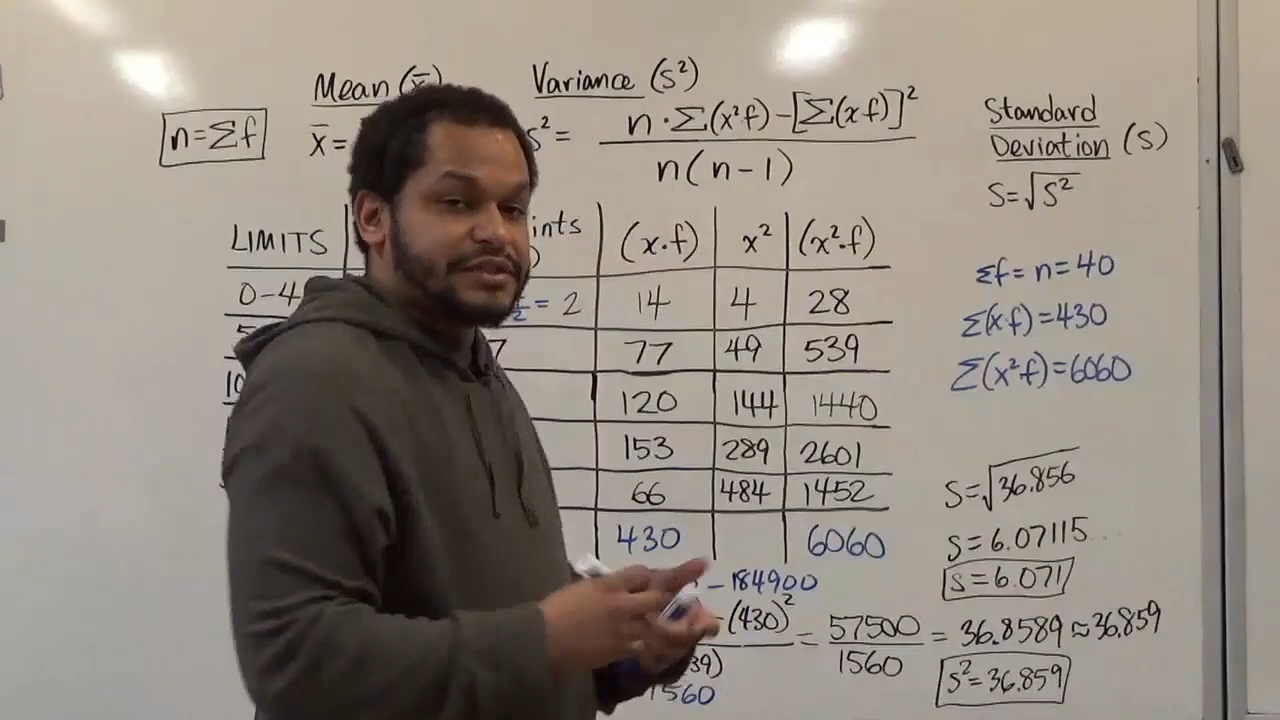 Mean (x̄)
Variance (s²)
n = Σf
x̄ =
s² = n · Σ(x²f) − [Σ(xf)]²
n(n − 1)
Standard
Deviation (s)
s = √s²
LIMITS
(x·f) x² (x²·f)
0-4 = 2 14 4 28
7 77 49 539
10 120 144 1440
153 289 2601
66 484 1452
430 6060
Σf = n = 40
Σ(x·f) = 430
Σ(x²·f) = 6060
s = √36.856
s = 6.07115...
s = 6.071
− 184900
− (430)² = 57500 = 36.8589 ≈ 36.859
39) 1560
1560
s² = 36.859